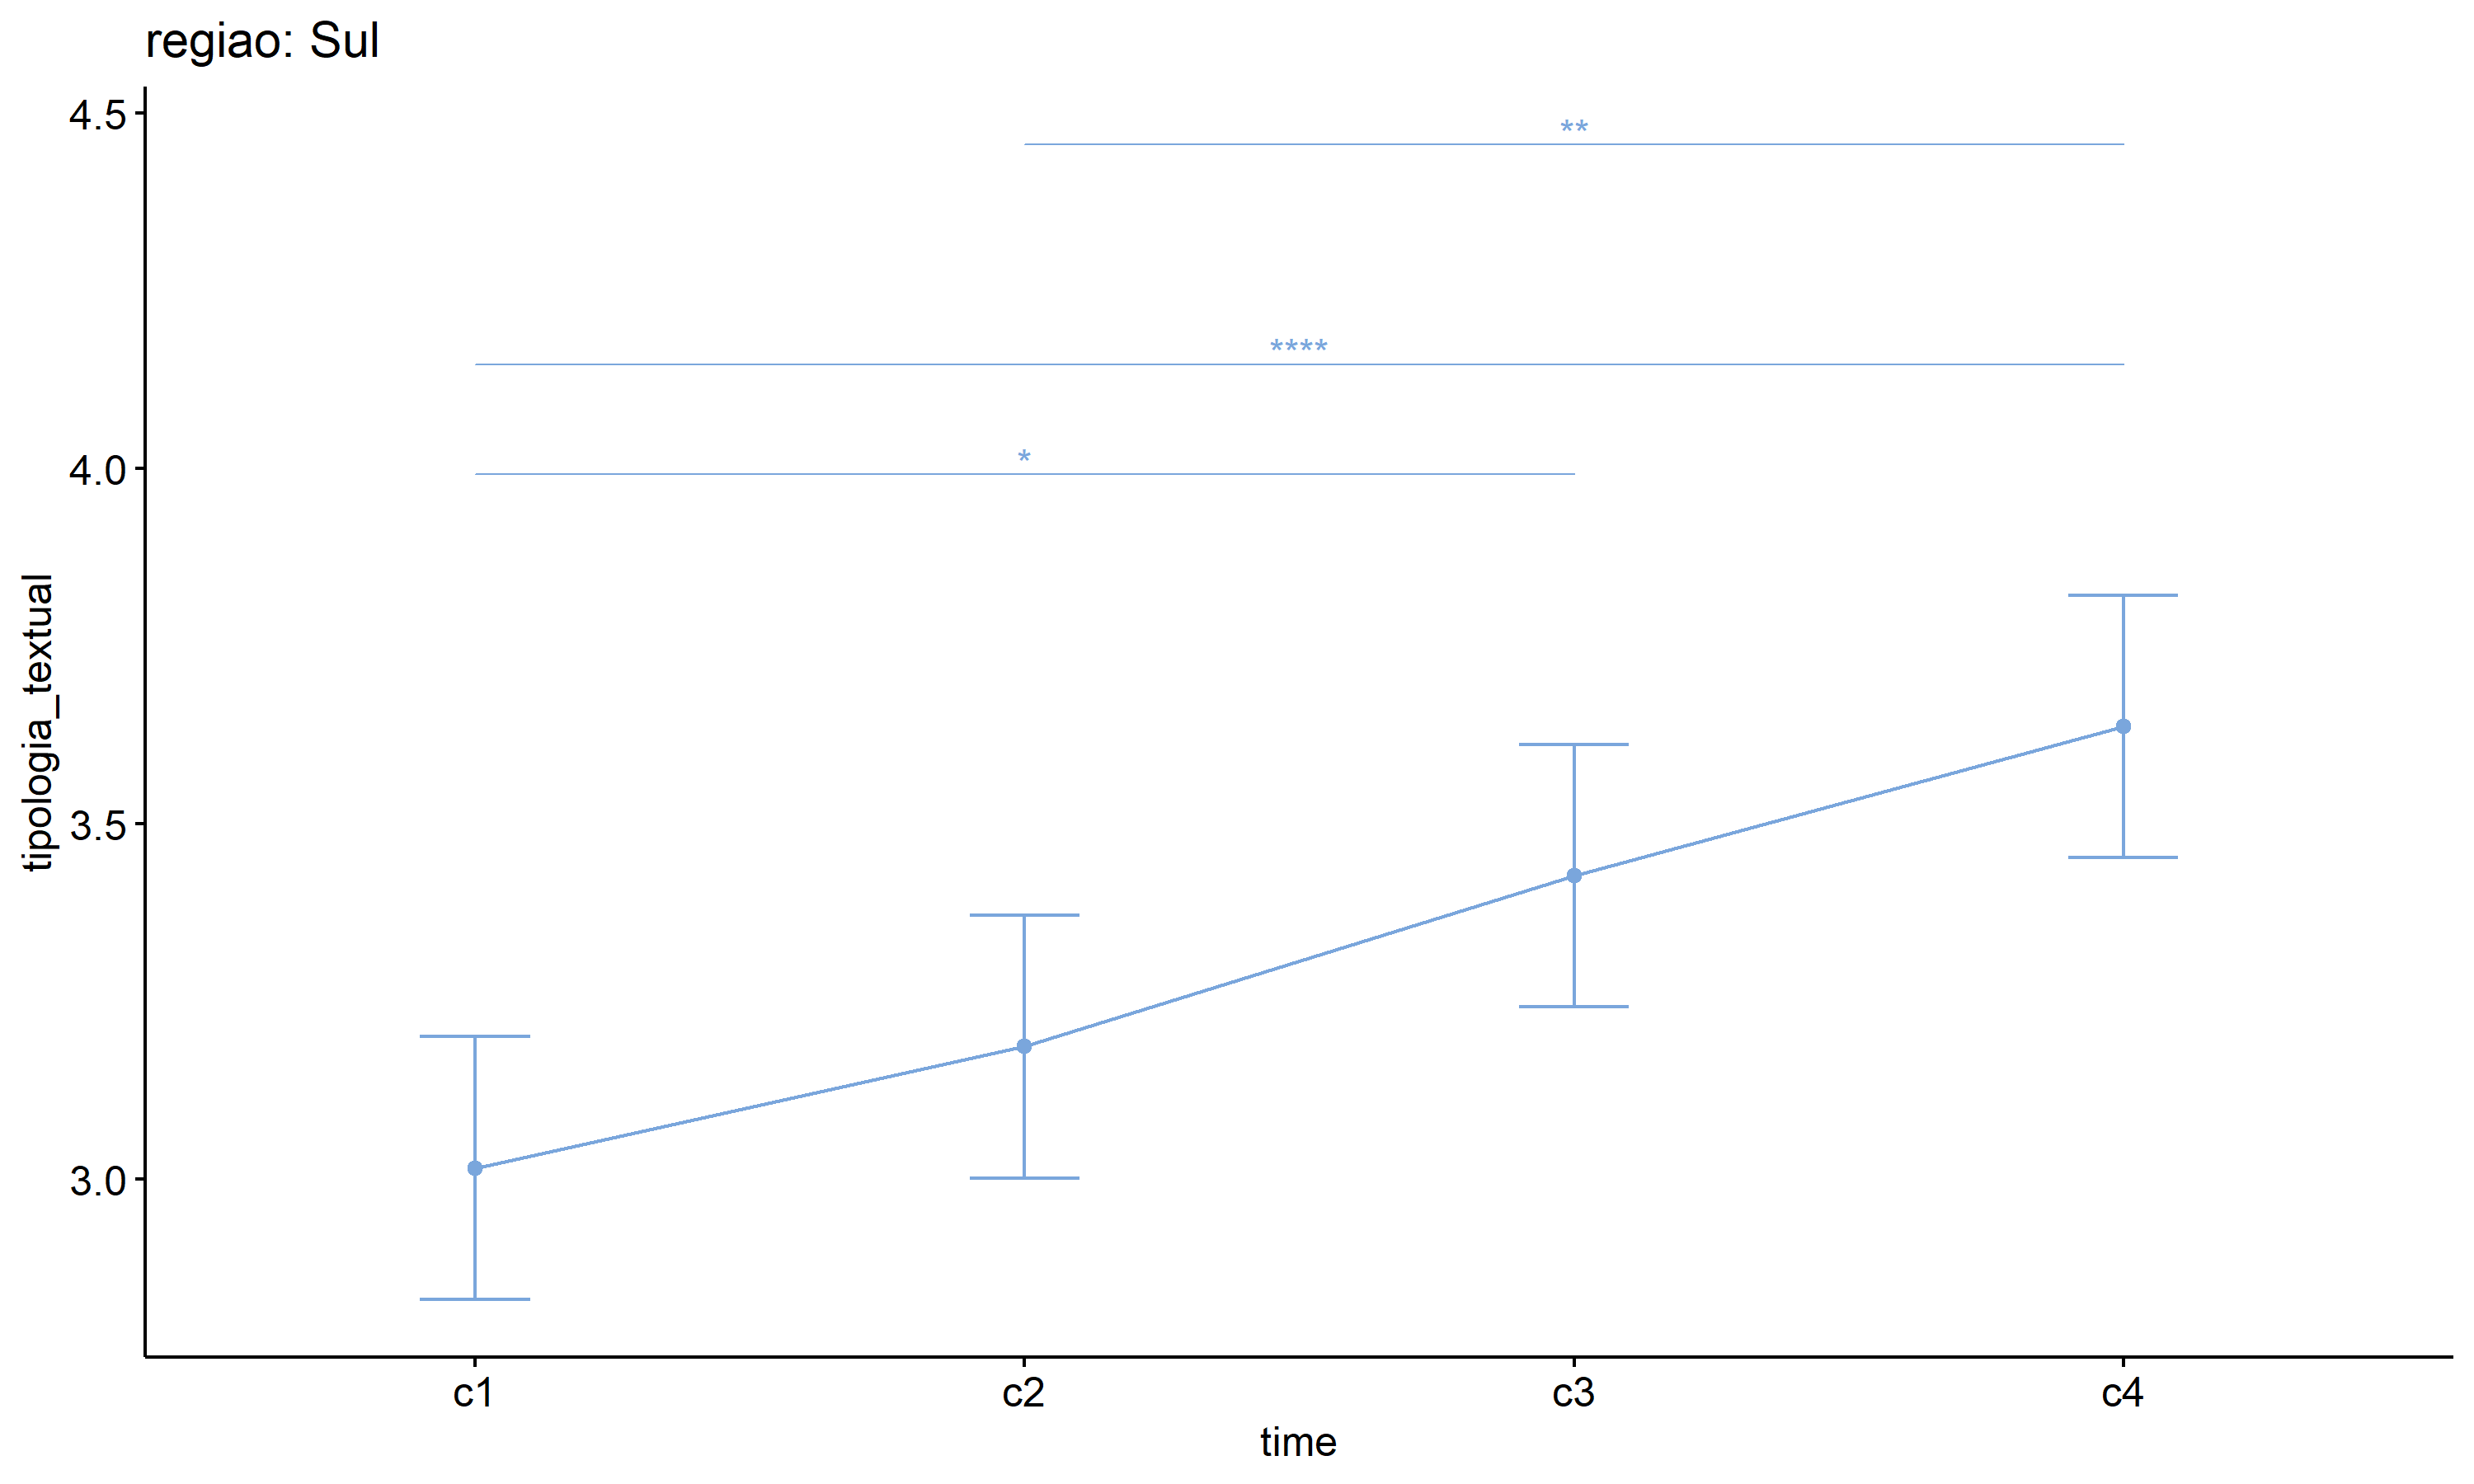 regiao: Sul
4.5
**
****
4.0
*
tipologia_textual
3.5
3.0
c1 c2 c3 c4
time